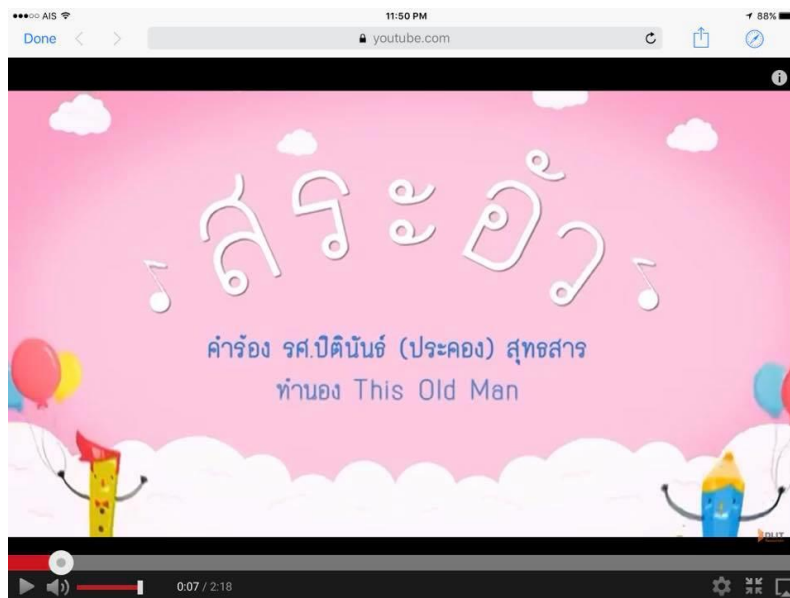 AIS 11:50 PM 88%
Done youtube.com
สระอัว
คำร้อง รศ.ปิตินันธ์ (ประคอง) สุทธสาร
ทำนอง This Old Man
DLIT
0:07 / 2:18